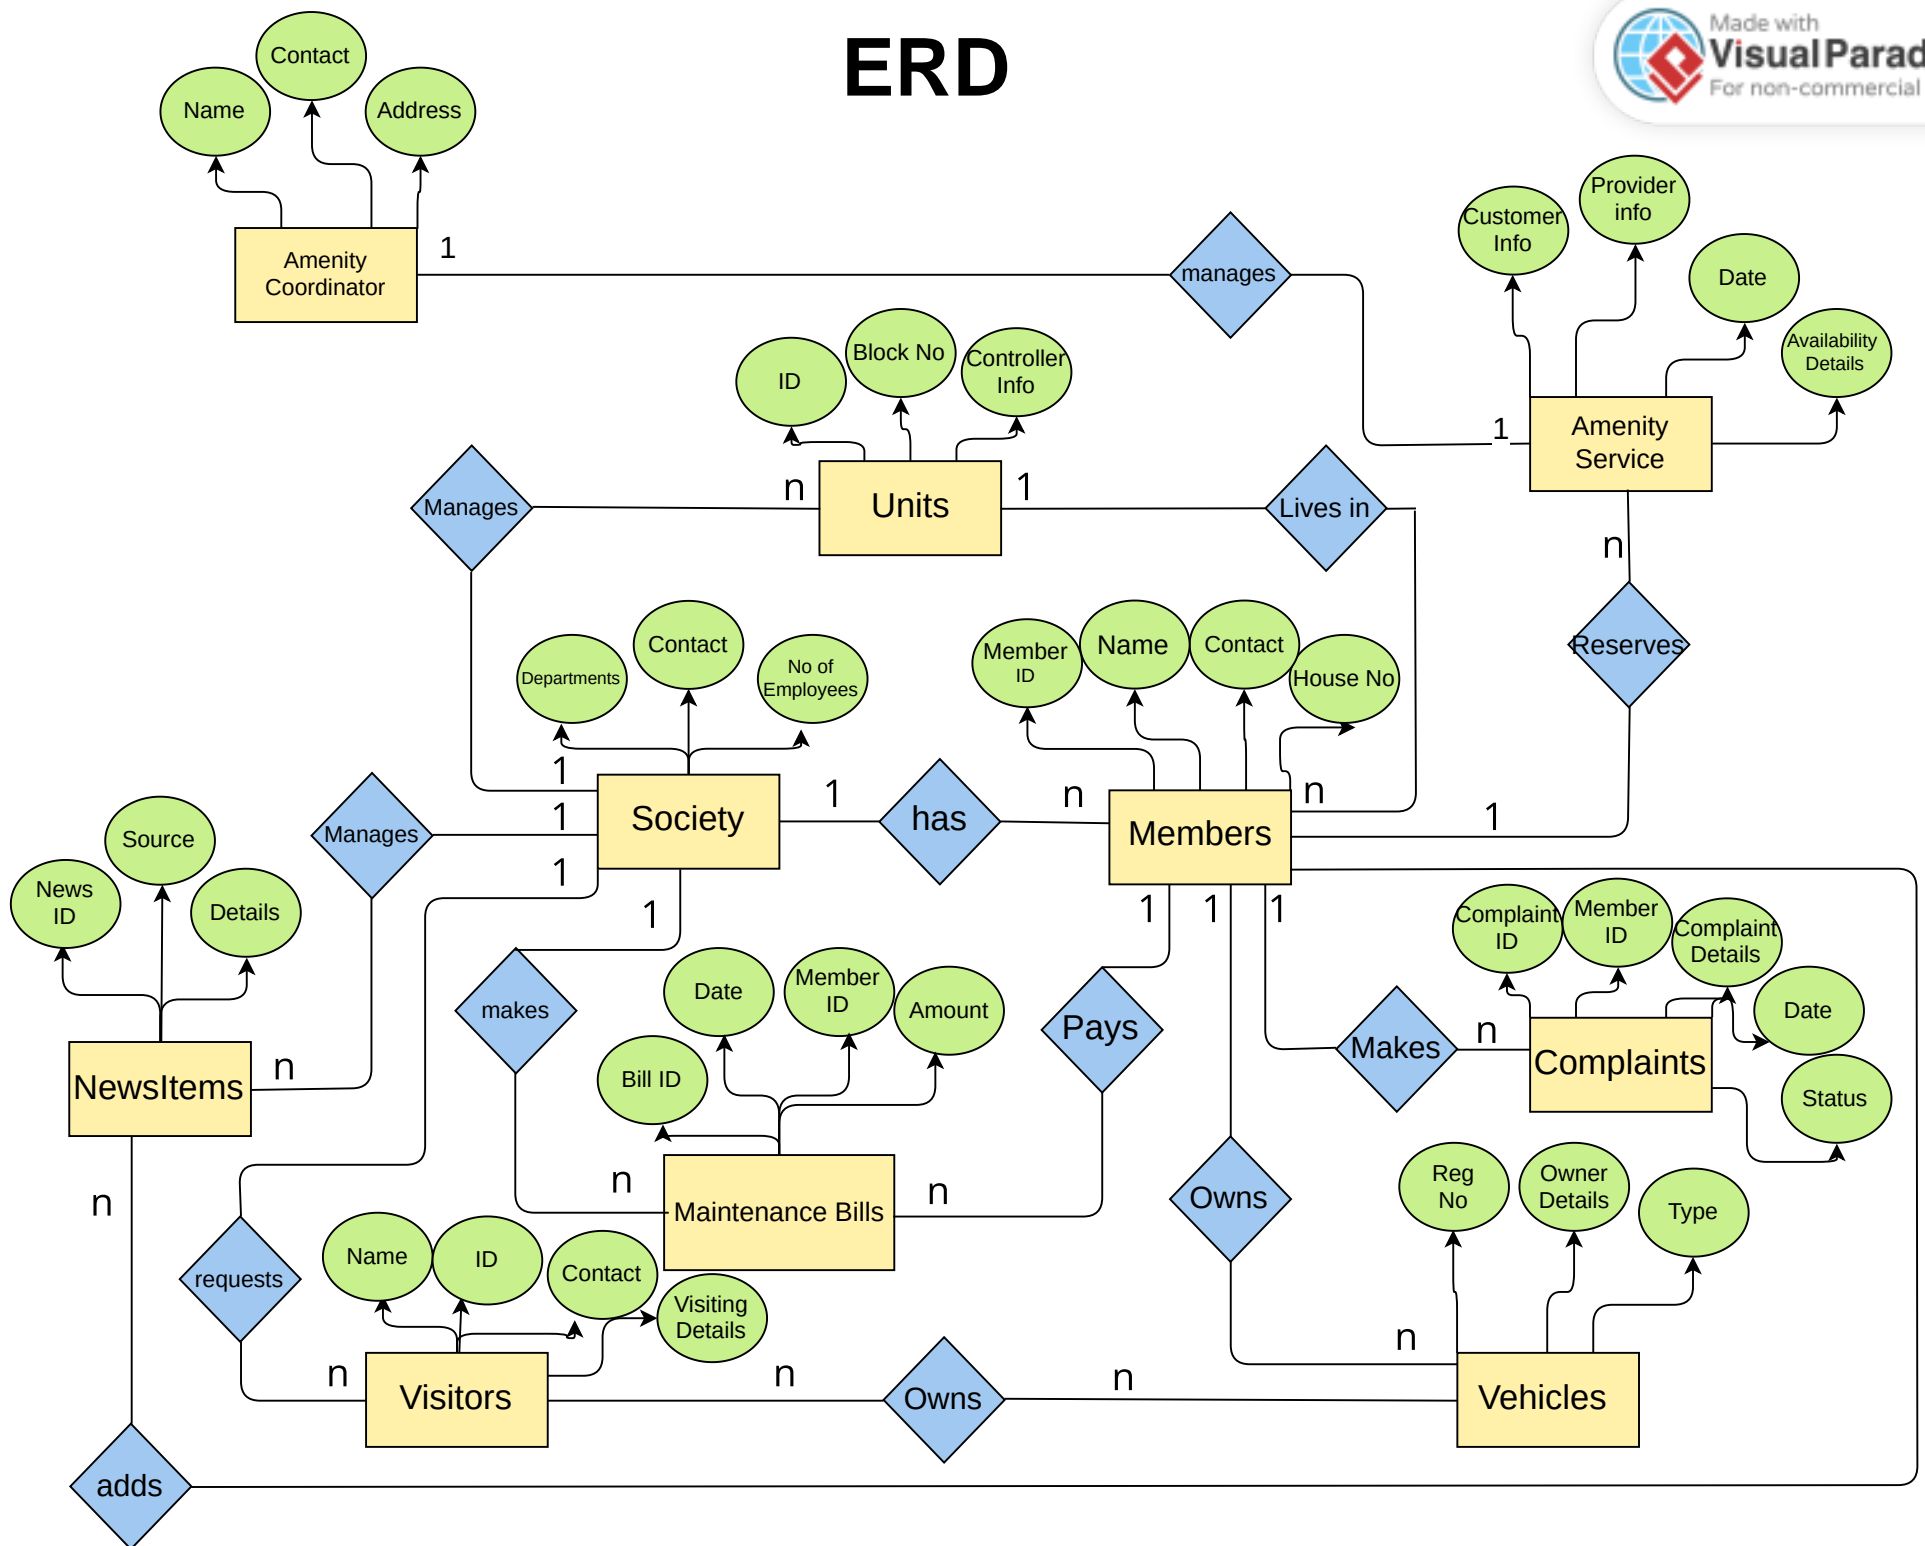 ERD
Made with
Visual Parad
For non-commercial
Contact
Name
Address
Amenity
Coordinator
1
manages
Customer
Info
Provider
info
Date
Availability
Details
1
Amenity
Service
ID
Block No
Controller
Info
Manages
n
Units
1
Lives in
n
Reserves
Departments
Contact
No of
Employees
Member
ID
Name
Contact
House No
1
1
1
Society
1
has
n
Members
n
1
Manages
News
ID
Source
Details
1
1
1
1
Complaint
ID
Member
ID
Complaint
Details
Date
Status
makes
Date
Member
ID
Amount
Bill ID
Pays
Makes
n
Complaints
NewsItems
n
n
n
Maintenance Bills
n
Owns
Reg
No
Owner
Details
Type
requests
Name
ID
Contact
Visiting
Details
n
Visitors
n
Owns
n
n
Vehicles
adds